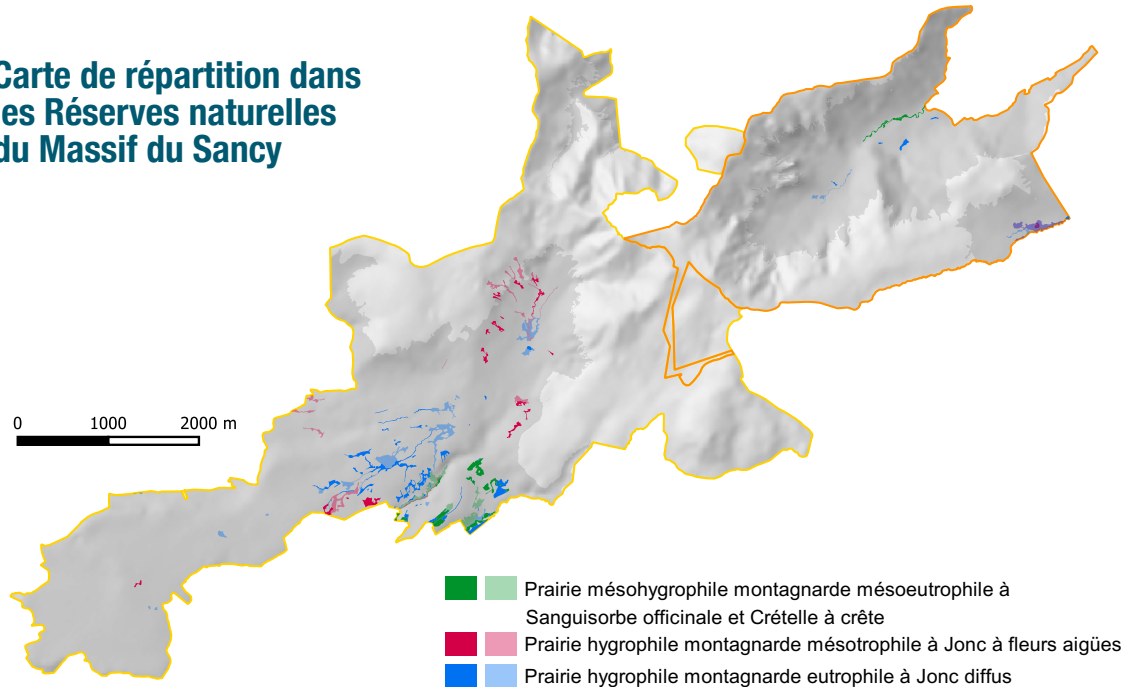 Carte de répartition dans
es Réserves naturelles
du Massif du Sancy
0 1000 2000 m
Prairie mésohygrophile montagnarde mésoeutrophile à
Sanguisorbe officinale et Crételle à crête
Prairie hygrophile montagnarde mésotrophile à Jonc à fleurs aigües
Prairie hygrophile montagnarde eutrophile à Jonc diffus